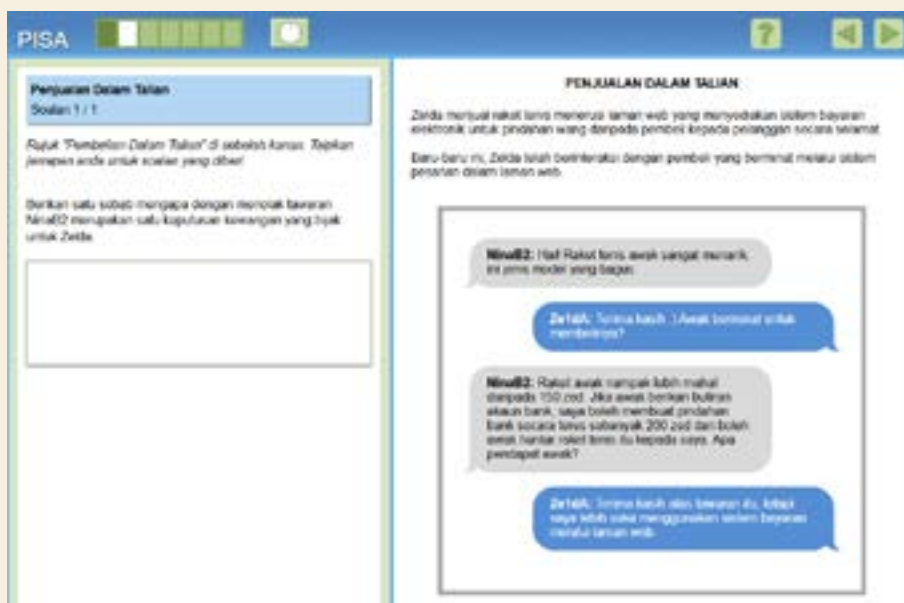 PISA
?
Penjualan Dalam Talian
Soalan 1 / 1
Rujuk "Pembelian Dalam Talian" di sebelah kanan. Taipkan
jawapan anda untuk soalan yang diberi.
Berikan satu sebab mengapa dengan menolak tawaran
NinaB2 merupakan satu keputusan kewangan yang bijak
untuk Zelda.
PENJUALAN DALAM TALIAN
Zelda menjual raket tenis menerusi laman web yang menyediakan sistem bayaran
elektronik untuk pindahan wang daripada pembeli kepada pelanggan secara selamat
Baru-baru ini, Zelda telah berinteraksi dengan pembeli yang berminat melalui sistem
pesanan dalam laman web.
NinaB2: Hai! Raket tenis awak sangat menarik,
ini jenis model yang bagus.
Ze1dA: Terima kasih :) Awak berminat untuk
membelinya?
NinaB2: Raket awak nampak lebih mahal
daripada 150 zed. Jika awak berikan butiran
akaun bank, saya boleh membuat pindahan
bank secara terus sebanyak 200 zed dan boleh
awak hantar raket tenis itu kepada saya. Apa
pendapat awak?
Ze1dA: Terima kasih atas tawaran itu, tetapi
saya lebih suka menggunakan sistem bayaran
melalui laman web.